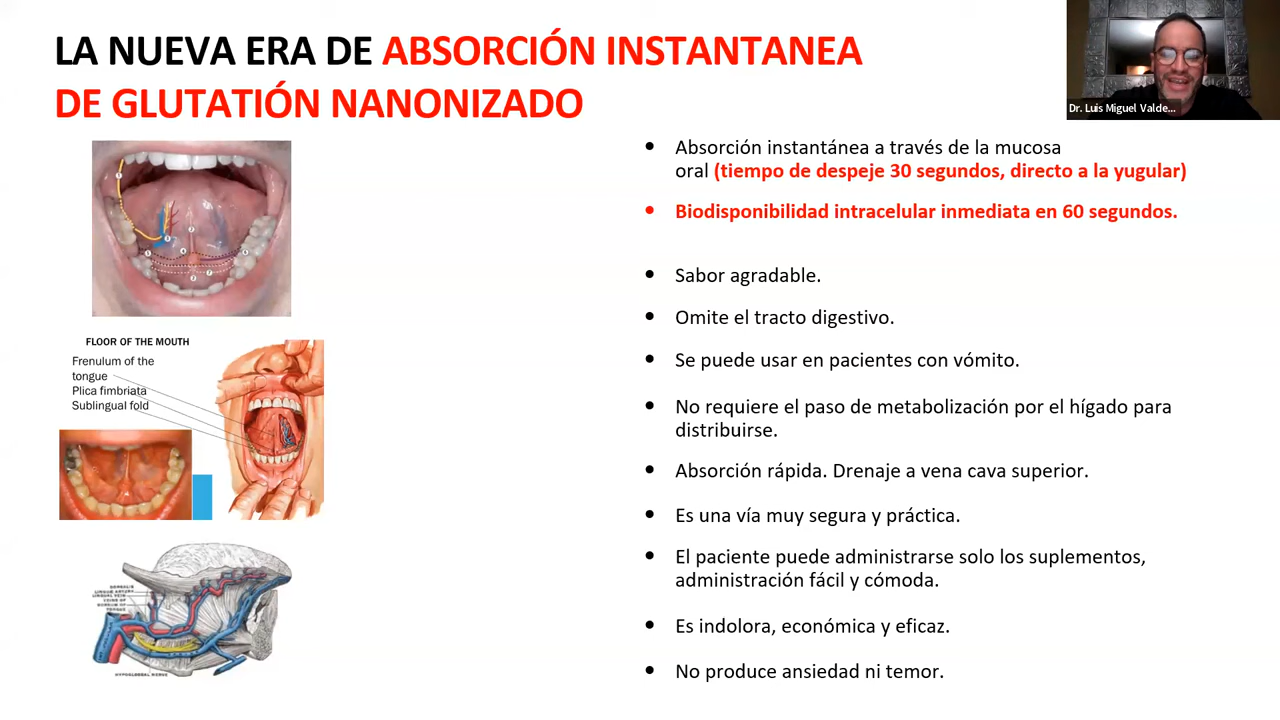 LA NUEVA ERA DE ABSORCIÓN INSTANTANEA
DE GLUTATIÓN NANONIZADO
Dr. Luis Miguel Valde...
Absorción instantánea a través de la mucosa
oral (tiempo de despeje 30 segundos, directo a la yugular)
Biodisponibilidad intracelular inmediata en 60 segundos.
Sabor agradable.
Omite el tracto digestivo.
Se puede usar en pacientes con vómito.
No requiere el paso de metabolización por el hígado para
distribuirse.
Absorción rápida. Drenaje a vena cava superior.
Es una vía muy segura y práctica.
El paciente puede administrarse solo los suplementos,
administración fácil y cómoda.
Es indolora, económica y eficaz.
No produce ansiedad ni temor.
FLOOR OF THE MOUTH
Frenulum of the
tongue
Plica fimbriata
Sublingual fold
HYPOGLOSSAL NERVE